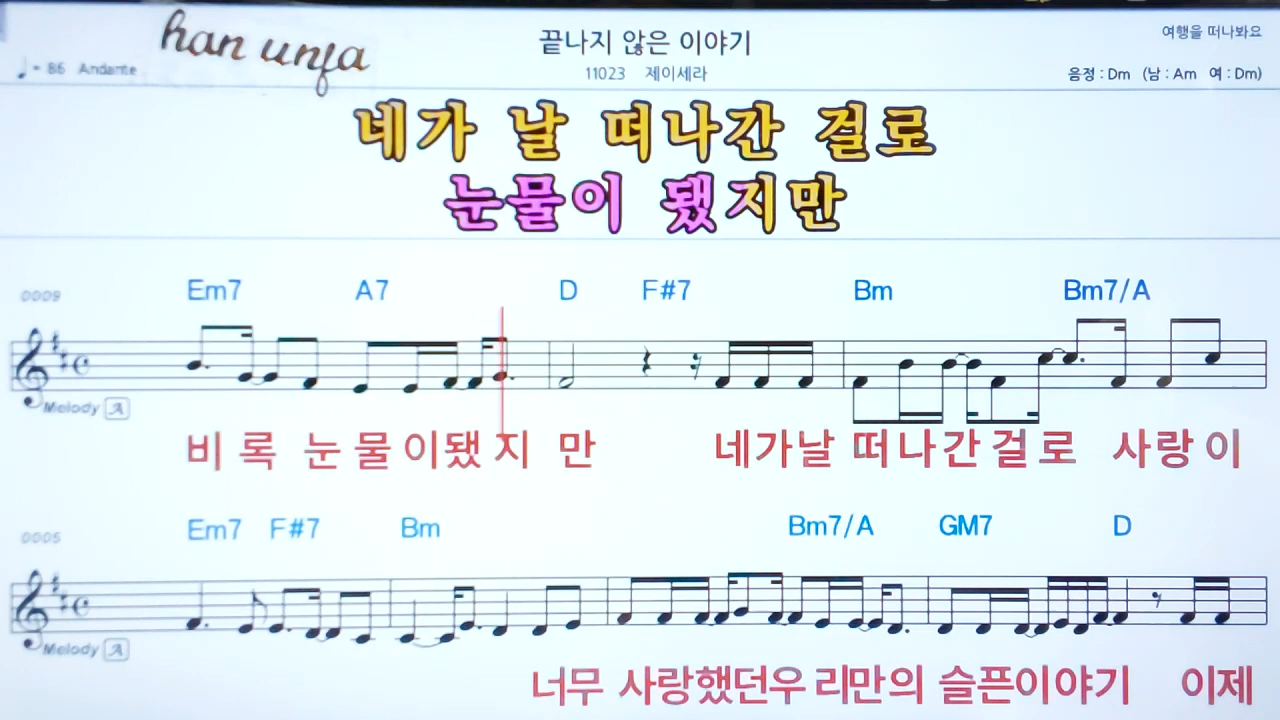 han unfa
끝나지 않은 이야기
여행을 떠나봐요
♩= 86 Andante
11023 제이세라
음정 : Dm (남 : Am 여 : Dm)
네가 날 떠나간 걸로
눈물이 됐지만
0009 Em7 A7 D F#7 Bm Bm7/A
Melody A
비 록 눈 물 이 됐 지 만 네가날 떠나간걸로 사랑이
0005 Em7 F#7 Bm Bm7/A GM7 D
Melody A
너무 사랑했던우리만의 슬픈이야기 이제